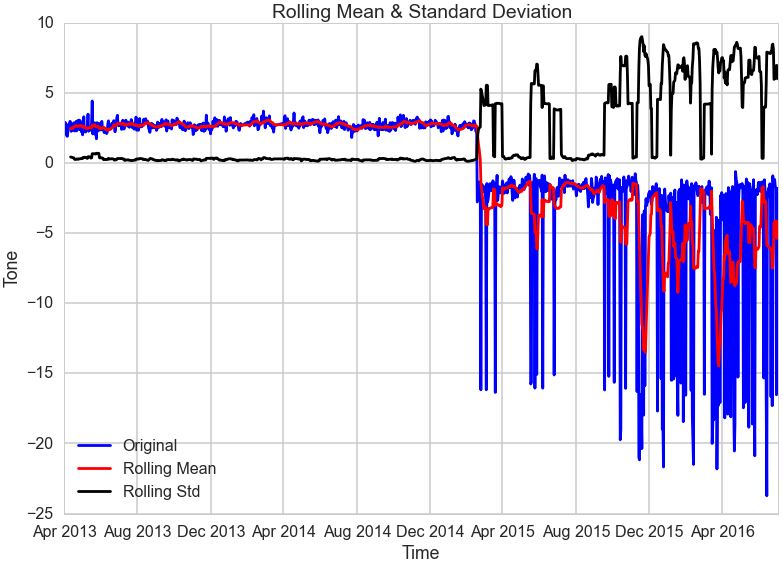 Rolling Mean & Standard Deviation
10
5
0
−5
−10
−15
−20
−25
Tone
Original
Rolling Mean
Rolling Std
Apr 2013 Aug 2013 Dec 2013 Apr 2014 Aug 2014 Dec 2014 Apr 2015 Aug 2015 Dec 2015 Apr 2016
Time